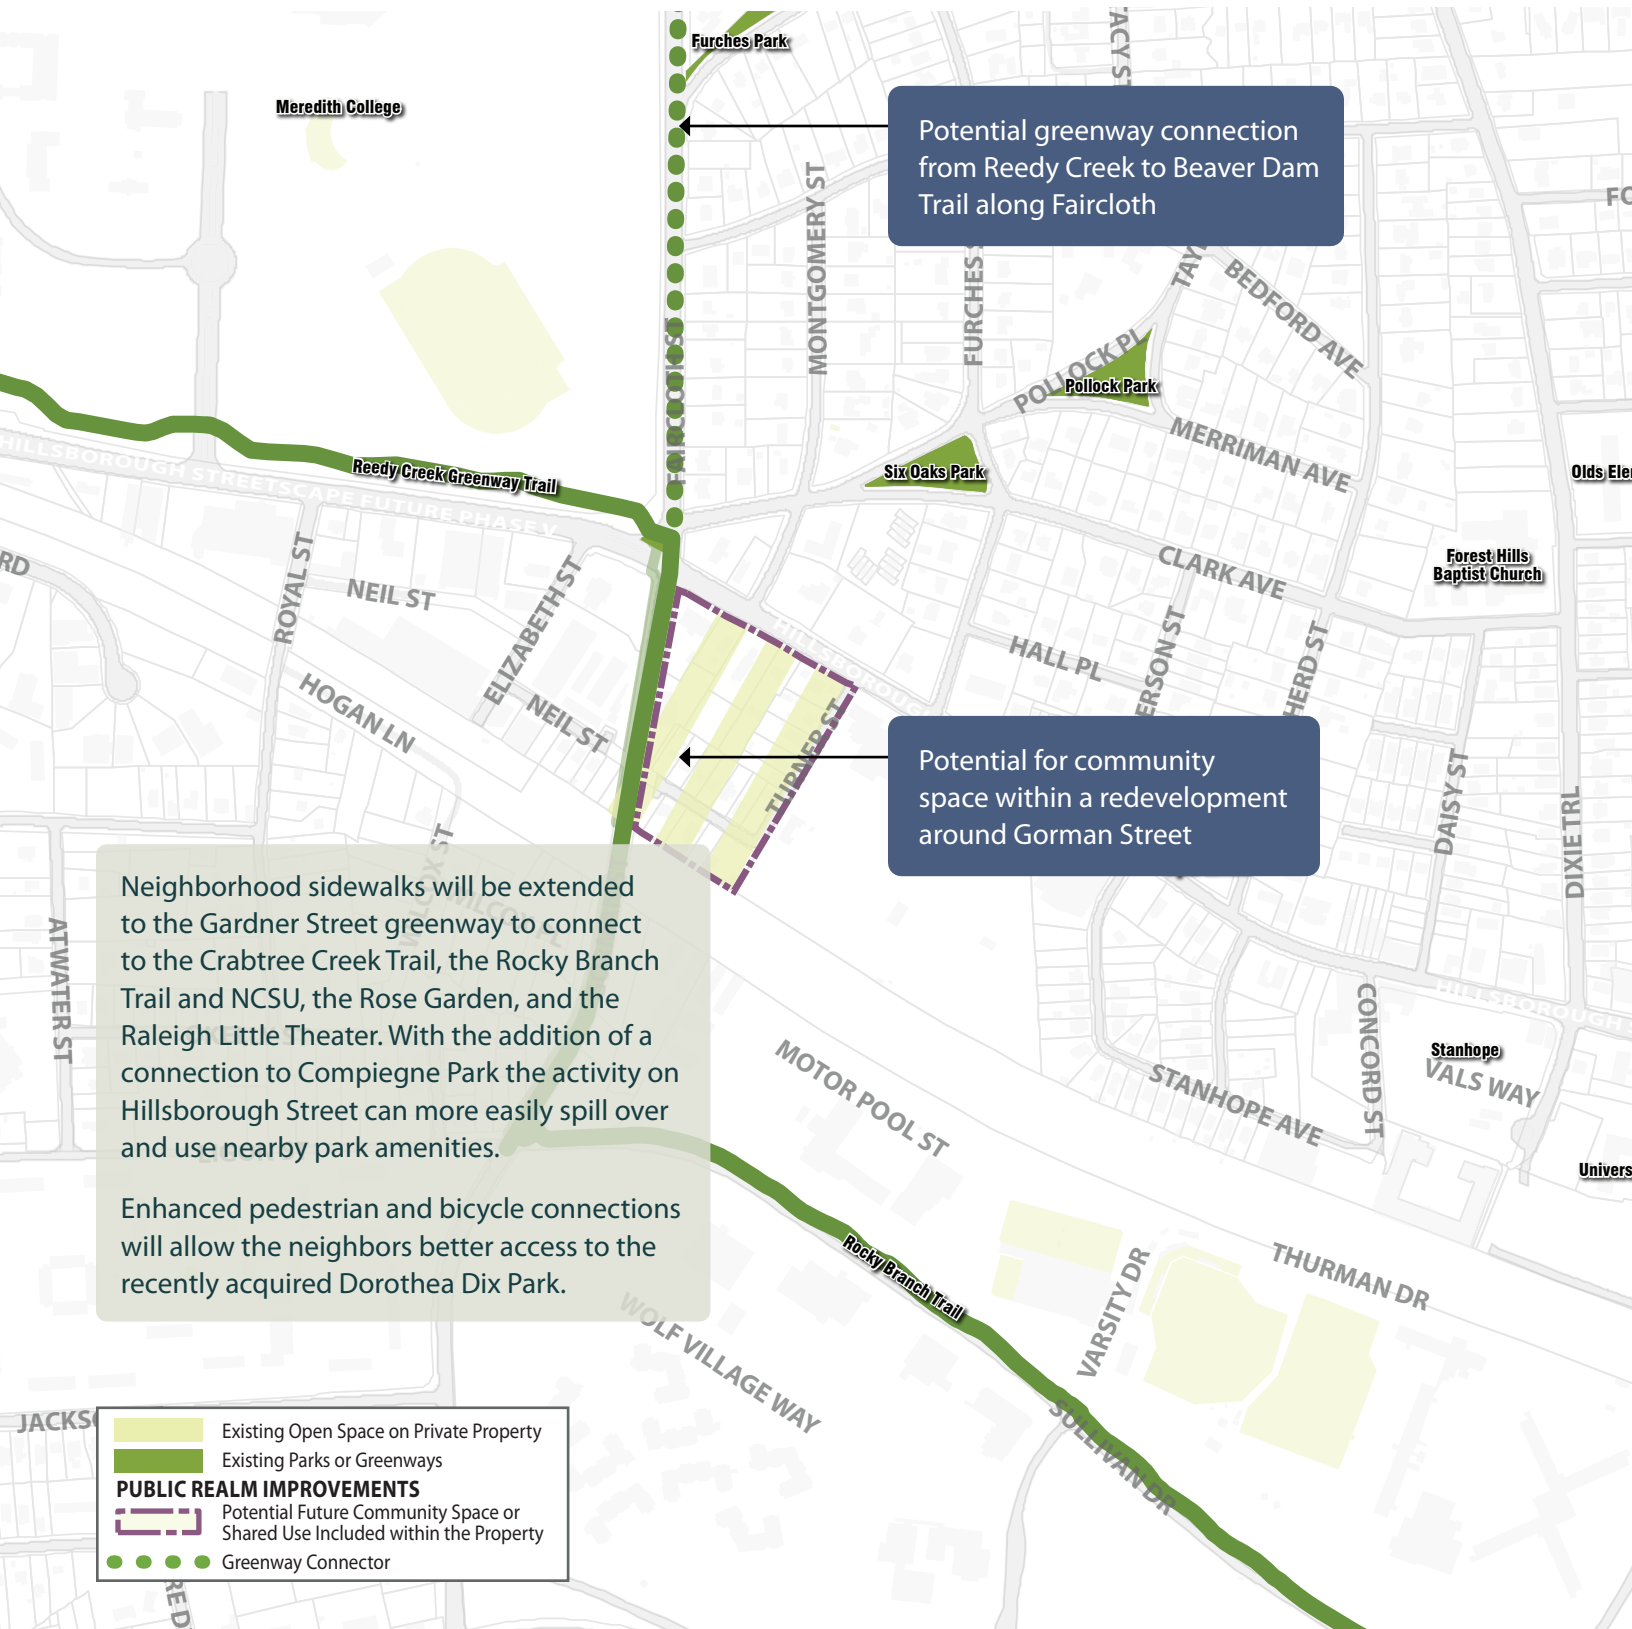 Furches Park
Meredith College
Potential greenway connection
from Reedy Creek to Beaver Dam
Trail along Faircloth
MONTGOMERY ST
FURCHES
BEDFORD AVE
FAIRCLOTH ST
POLLOCK PL
Pollock Park
MERRIMAN AVE
Six Oaks Park
Reedy Creek Greenway Trail
HILLSBOROUGH STREETSCAPE FUTURE PHASE V
Forest Hills
Baptist Church
CLARK AVE
ROYAL ST
NEIL ST
ELIZABETH ST
HALL PL
HILLSBOROUGH
HOGAN LN
NEIL ST
TURNER ST
Potential for community
space within a redevelopment
around Gorman Street
DAISY ST
DIXIE TRL
Neighborhood sidewalks will be extended
to the Gardner Street greenway to connect
to the Crabtree Creek Trail, the Rocky Branch
Trail and NCSU, the Rose Garden, and the
Raleigh Little Theater. With the addition of a
connection to Compiegne Park the activity on
Hillsborough Street can more easily spill over
and use nearby park amenities.
Enhanced pedestrian and bicycle connections
will allow the neighbors better access to the
recently acquired Dorothea Dix Park.
WILCOX PL
ATWATER ST
HILLSBOROUGH S
CONCORD ST
Stanhope
VALS WAY
MOTOR POOL ST
STANHOPE AVE
Rocky Branch Trail
VARSITY DR
THURMAN DR
WOLF VILLAGE WAY
SULLIVAN DR
Existing Open Space on Private Property
Existing Parks or Greenways
PUBLIC REALM IMPROVEMENTS
Potential Future Community Space or
Shared Use Included within the Property
Greenway Connector